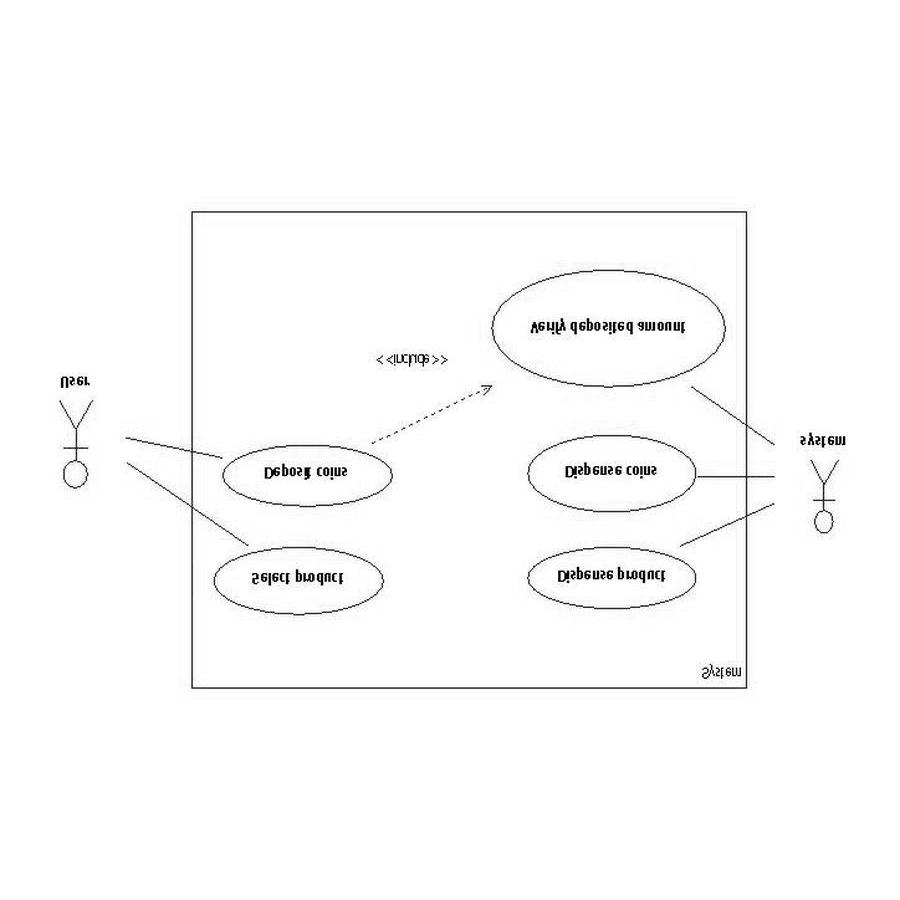 System
Select product
Dispense product
Deposit coins
Dispense coins
system
User
<<include>>
Verify deposited amount